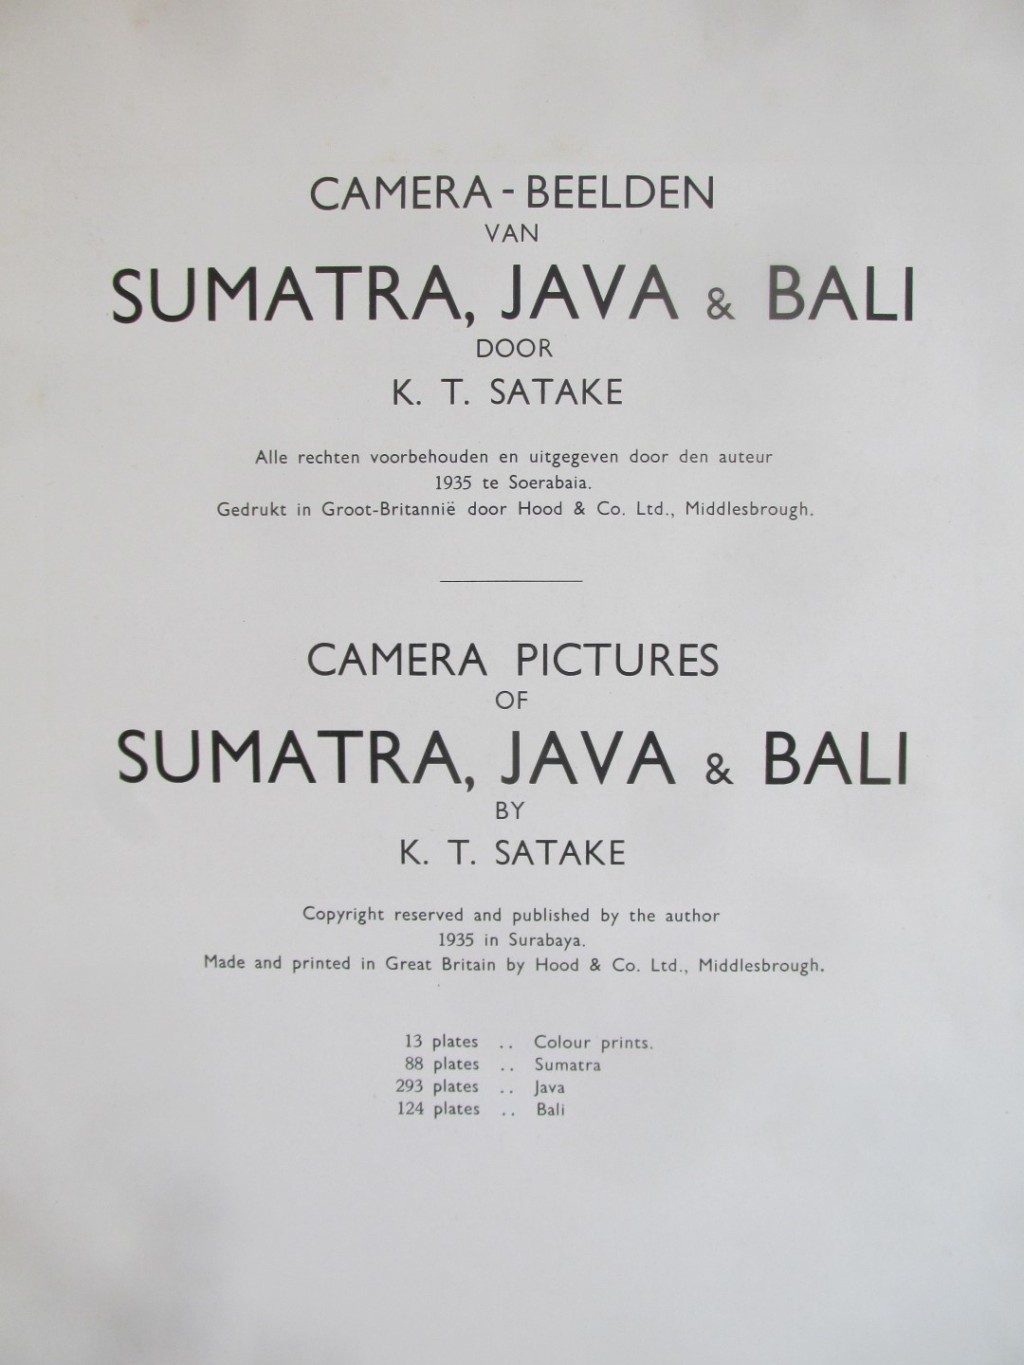 CAMERA - BEELDEN
VAN
SUMATRA, JAVA & BALI
DOOR
K. T. SATAKE
Alle rechten voorbehouden en uitgegeven door den auteur
1935 te Soerabaia.
Gedrukt in Groot-Britannië door Hood & Co. Ltd., Middlesbrough.
CAMERA PICTURES
OF
SUMATRA, JAVA & BALI
BY
K. T. SATAKE
Copyright reserved and published by the author
1935 in Surabaya.
Made and printed in Great Britain by Hood & Co. Ltd., Middlesbrough.
13 plates .. Colour prints.
88 plates .. Sumatra
293 plates .. Java
124 plates .. Bali